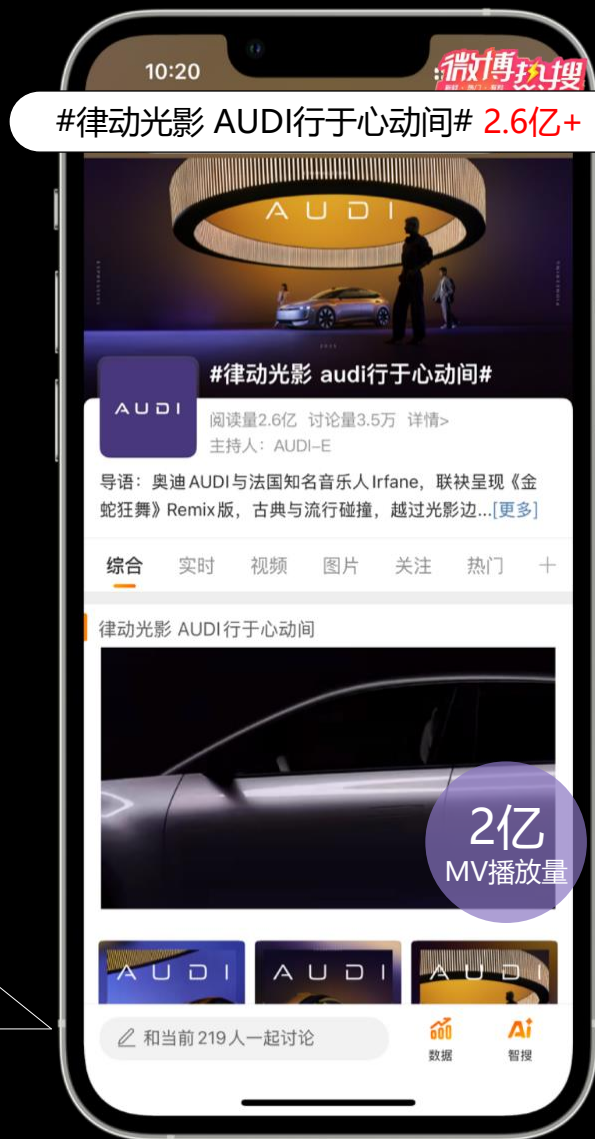 10:20
微博热搜
#律动光影 AUDI行于心动间# 2.6亿+
AUDI
2025
#律动光影 audi行于心动间#
AUDI
阅读量2.6亿 讨论量3.5万 详情>
主持人：AUDI-E
导语：奥迪AUDI与法国知名音乐人Irfane，联袂呈现《金
蛇狂舞》Remix版，古典与流行碰撞，越过光影边...[更多]
综合 实时 视频 图片 关注 热门
律动光影 AUDI行于心动间
2亿
MV播放量
AUDI AUDI AUDI
和当前219人一起讨论
数据
Ai
智搜